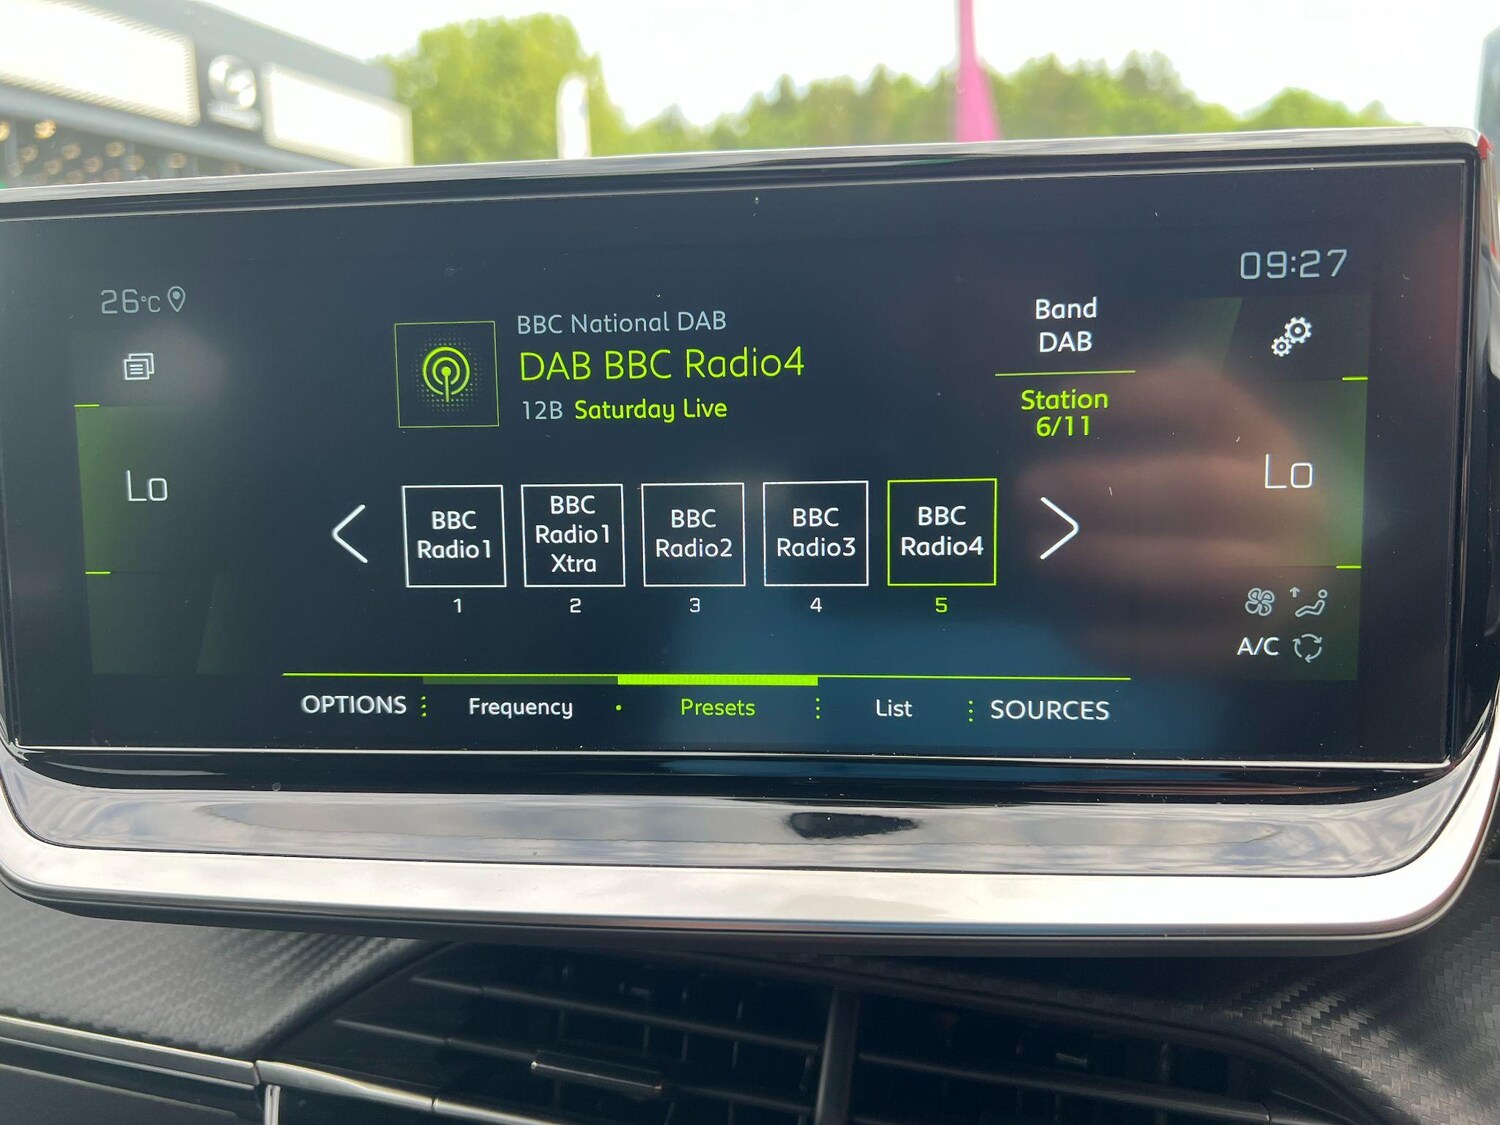 26°C
09:27
BBC National DAB
DAB BBC Radio4
12B Saturday Live
Band
DAB
Station
6/11
Lo
Lo
BBC
Radio1
BBC
Radio1
Xtra
BBC
Radio2
BBC
Radio3
BBC
Radio4
1
2
3
4
5
A/C
OPTIONS
Frequency
Presets
List
SOURCES